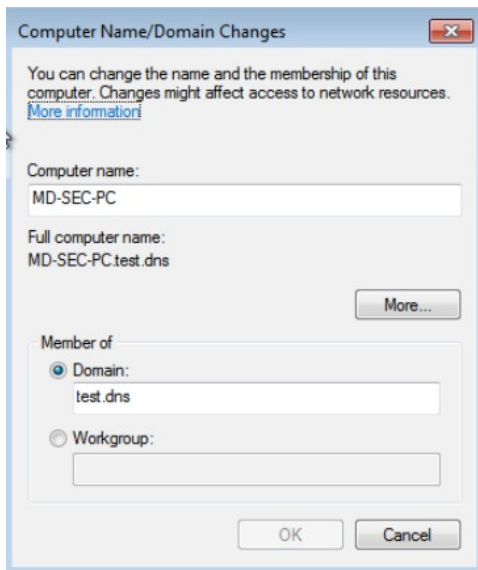 Computer Name/Domain Changes
You can change the name and the membership of this
computer. Changes might affect access to network resources.
More information
Computer name:
MD-SEC-PC
Full computer name:
MD-SEC-PC.test.dns
More...
Member of
Domain:
test.dns
Workgroup:
OK
Cancel